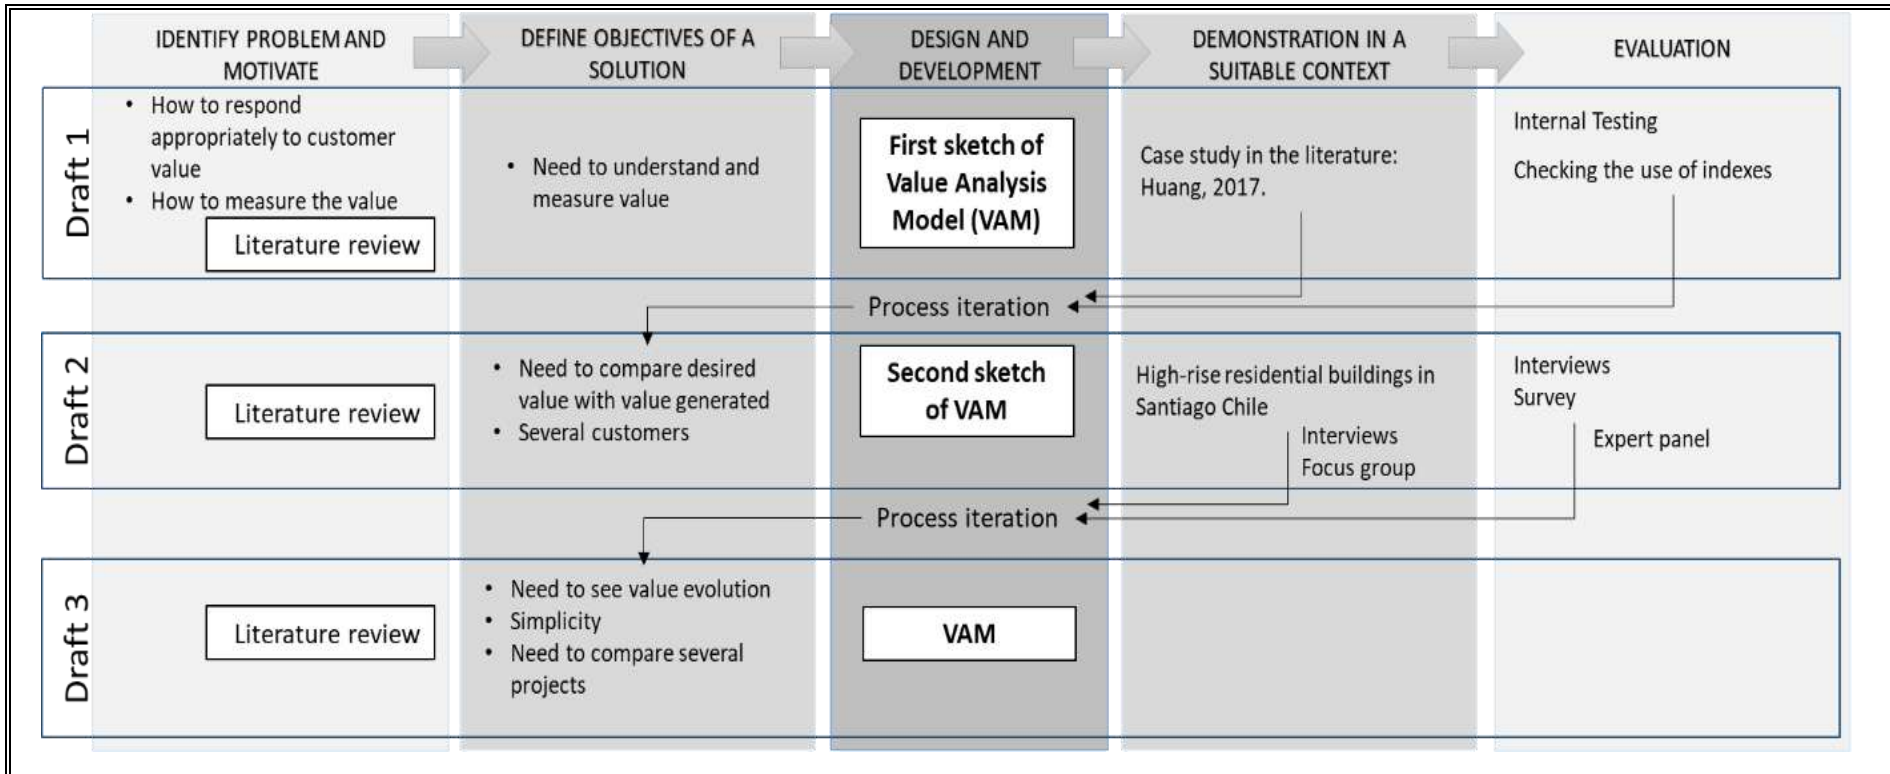 IDENTIFY PROBLEM AND
MOTIVATE
DEFINE OBJECTIVES OF A
SOLUTION
DESIGN AND
DEVELOPMENT
DEMONSTRATION IN A
SUITABLE CONTEXT
EVALUATION
Draft 1
• How to respond
appropriately to customer
value
• How to measure the value
Literature review
• Need to understand and
measure value
First sketch of
Value Analysis
Model (VAM)
Case study in the literature:
Huang, 2017.
Internal Testing
Checking the use of indexes
Process iteration
Draft 2
Literature review
• Need to compare desired
value with value generated
• Several customers
Second sketch
of VAM
High-rise residential buildings in
Santiago Chile
Interviews
Focus group
Interviews
Survey
Expert panel
Process iteration
Draft 3
Literature review
• Need to see value evolution
• Simplicity
• Need to compare several
projects
VAM